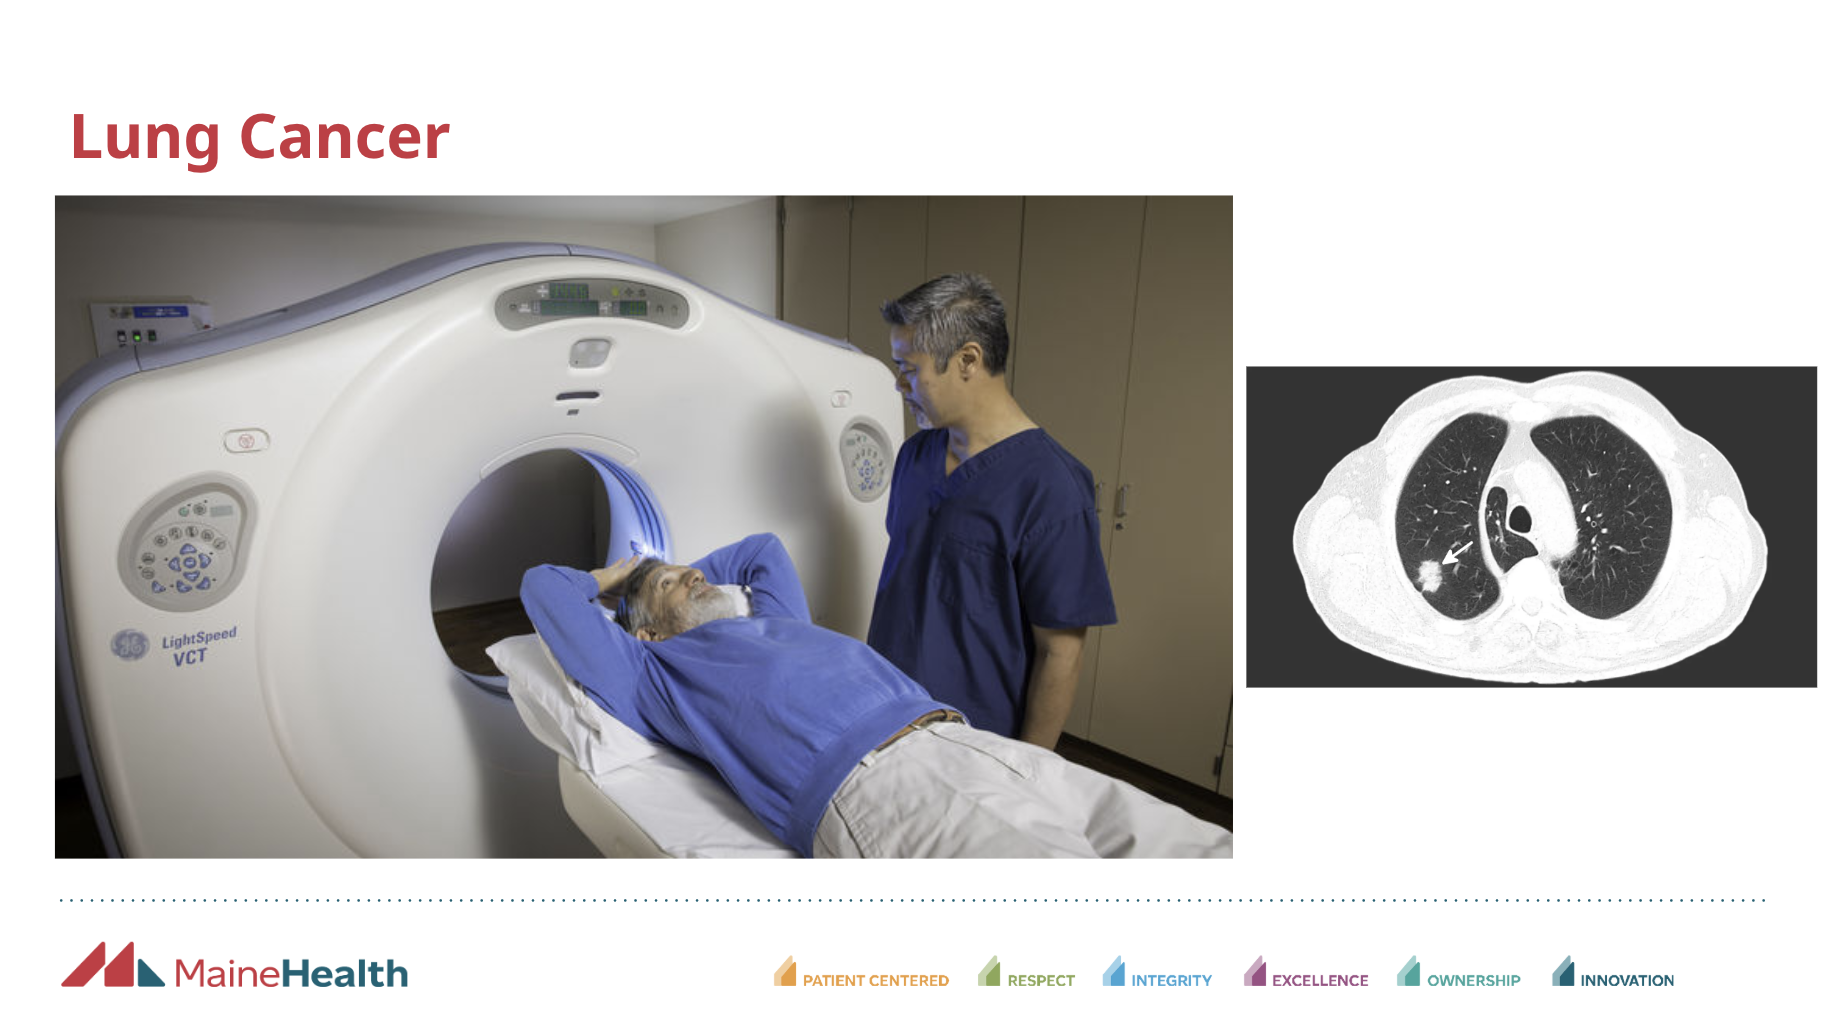 Lung Cancer
LightSpeed
VCT
MaineHealth
PATIENT CENTERED
RESPECT
INTEGRITY
EXCELLENCE
OWNERSHIP
INNOVATION